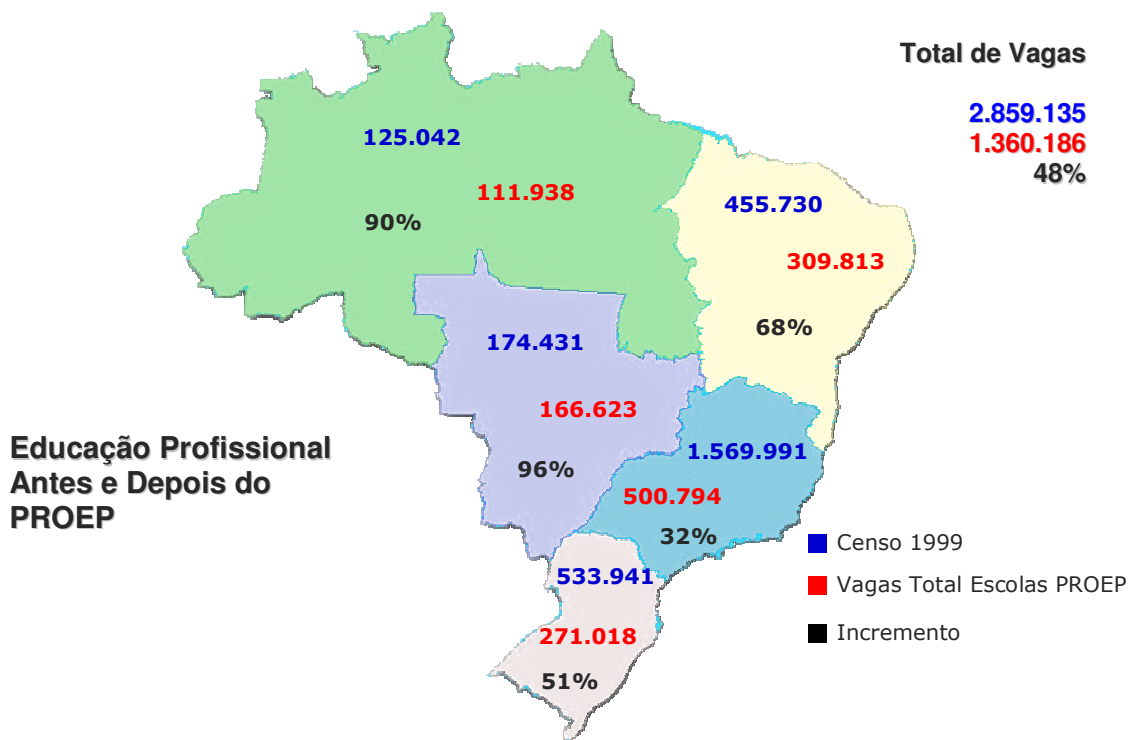 Total de Vagas
2.859.135
1.360.186
48%
125.042
111.938
90%
455.730
309.813
68%
174.431
166.623
96%
1.569.991
500.794
32%
533.941
271.018
51%
Educação Profissional
Antes e Depois do
PROEP
Censo 1999
Vagas Total Escolas PROEP
Incremento